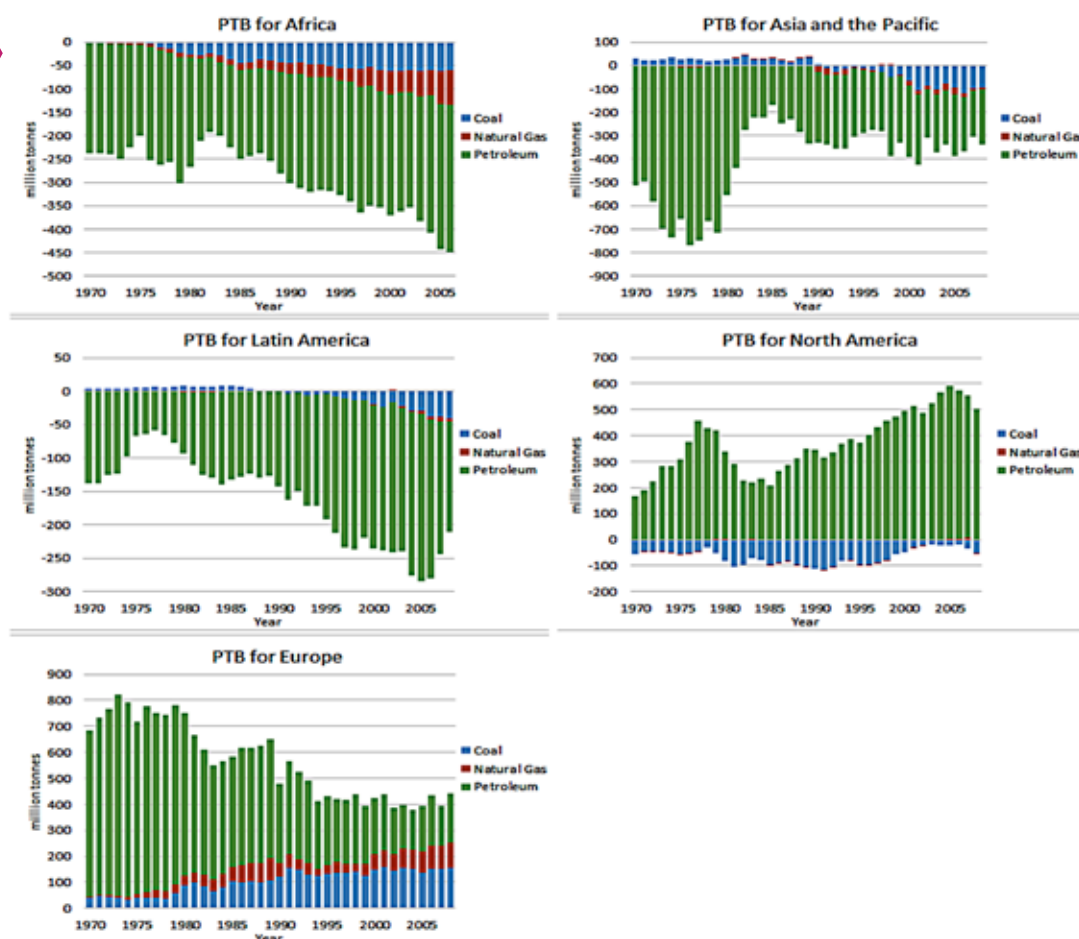 PTB for Africa
0
-50
-100
-150
-200
-250
-300
-350
-400
-450
-500
million tonnes
1970 1975 1980 1985 1990 1995 2000 2005
Year
Coal
Natural Gas
Petroleum
PTB for Asia and the Pacific
100
0
-100
-200
-300
-400
-500
-600
-700
-800
-900
million tonnes
1970 1975 1980 1985 1990 1995 2000 2005
Year
Coal
Natural Gas
Petroleum
PTB for Latin America
50
0
-50
-100
-150
-200
-250
-300
million tonnes
1970 1975 1980 1985 1990 1995 2000 2005
Year
Coal
Natural Gas
Petroleum
PTB for North America
700
600
500
400
300
200
100
0
-100
-200
million tonnes
1970 1975 1980 1985 1990 1995 2000 2005
Year
Coal
Natural Gas
Petroleum
PTB for Europe
900
800
700
600
500
400
300
200
100
0
million tonnes
1970 1975 1980 1985 1990 1995 2000 2005
Year
Coal
Natural Gas
Petroleum